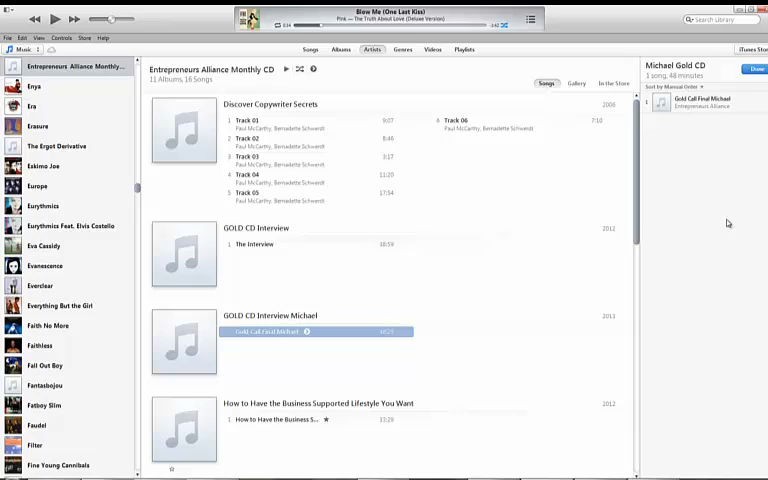 Blow Me (One Last Kiss)
Pink — The Truth About Love (Deluxe Version)
0:34
-3:42
Search Library
File Edit View Controls Store Help
Music
Songs Albums Artists Genres Videos Playlists
iTunes Stor
Entrepreneurs Alliance Monthly...
Enya
Era
Erasure
The Ergot Derivative
Eskimo Joe
Europe
Eurythmics
Eurythmics Feat. Elvis Costello
Eva Cassidy
Evanescence
Everclear
Everything But the Girl
Faith No More
Faithless
Fall Out Boy
Fantasbojou
Fatboy Slim
Faudel
Filter
Fine Young Cannibals
Entrepreneurs Alliance Monthly CD
11 Albums, 16 Songs
Songs Gallery In the Store
Discover Copywriter Secrets 2006
1 Track 01 9:07
Paul McCarthy, Bernadette Schwerdt
2 Track 02 8:46
Paul McCarthy, Bernadette Schwerdt
3 Track 03 3:17
Paul McCarthy, Bernadette Schwerdt
4 Track 04 11:20
Paul McCarthy, Bernadette Schwerdt
5 Track 05 17:54
Paul McCarthy, Bernadette Schwerdt
6 Track 06 7:10
Paul McCarthy, Bernadette Schwerdt
GOLD CD Interview 2012
1 The Interview 18:59
GOLD CD Interview Michael 2013
Gold Call Final Michael
How to Have the Business Supported Lifestyle You Want 2012
1 How to Have the Business S...
Michael Gold CD
1 song, 48 minutes
Done
Sort by Manual Order
1 Gold Call Final Michael
Entrepreneurs Alliance